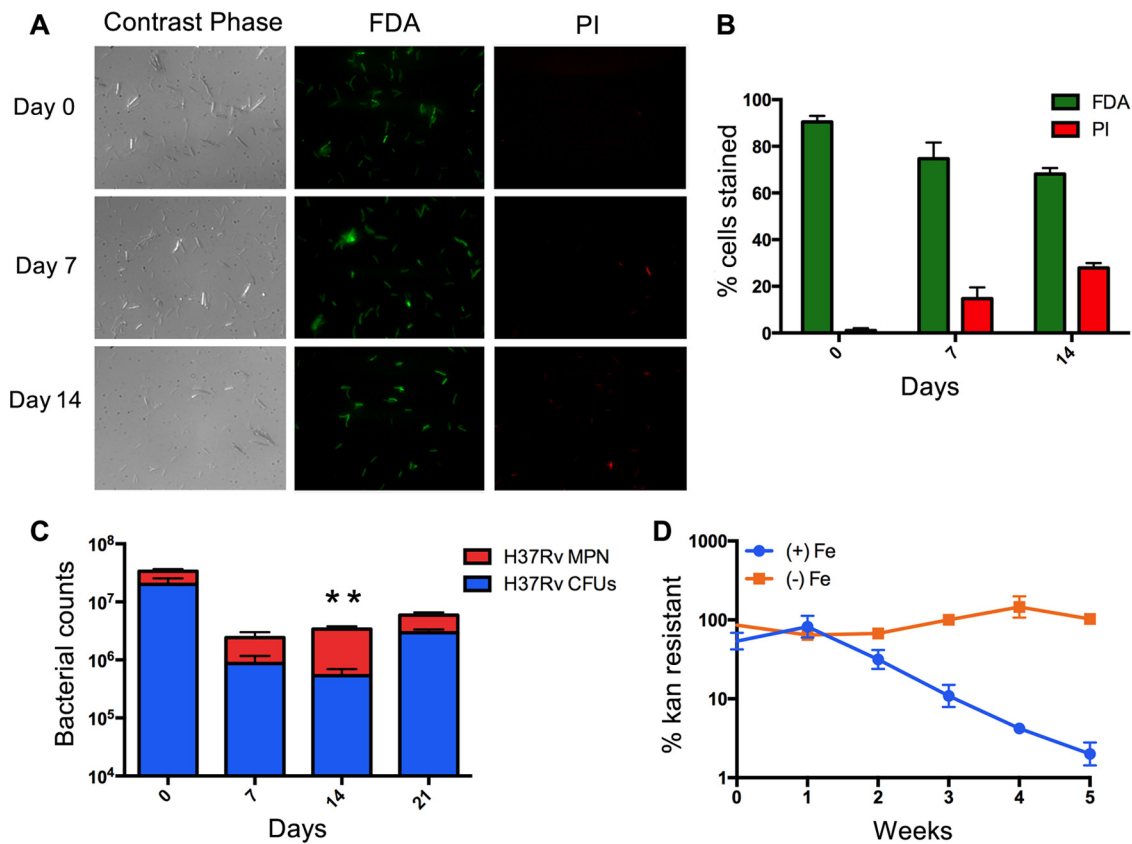 A
Contrast Phase
FDA
PI
Day 0
Day 7
Day 14
B
% cells stained
100
80
60
40
20
0
FDA
PI
0
7
14
Days
C
Bacterial counts
10⁸
10⁷
10⁶
10⁵
10⁴
* *
H37Rv MPN
H37Rv CFUs
0
7
14
21
Days
D
% kan resistant
1000
100
10
1
(+) Fe
(-) Fe
0
1
2
3
4
5
Weeks